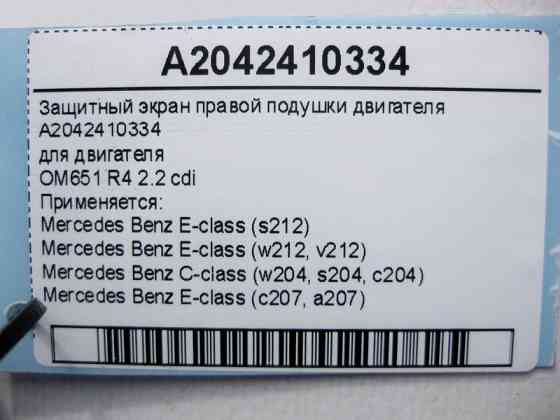 A2042410334
Защитный экран правой подушки двигателя
A2042410334
для двигателя
OM651 R4 2.2 cdi
Применяется:
Mercedes Benz E-class (s212)
Mercedes Benz E-class (w212, v212)
Mercedes Benz C-class (w204, s204, c204)
Mercedes Benz E-class (c207, a207)